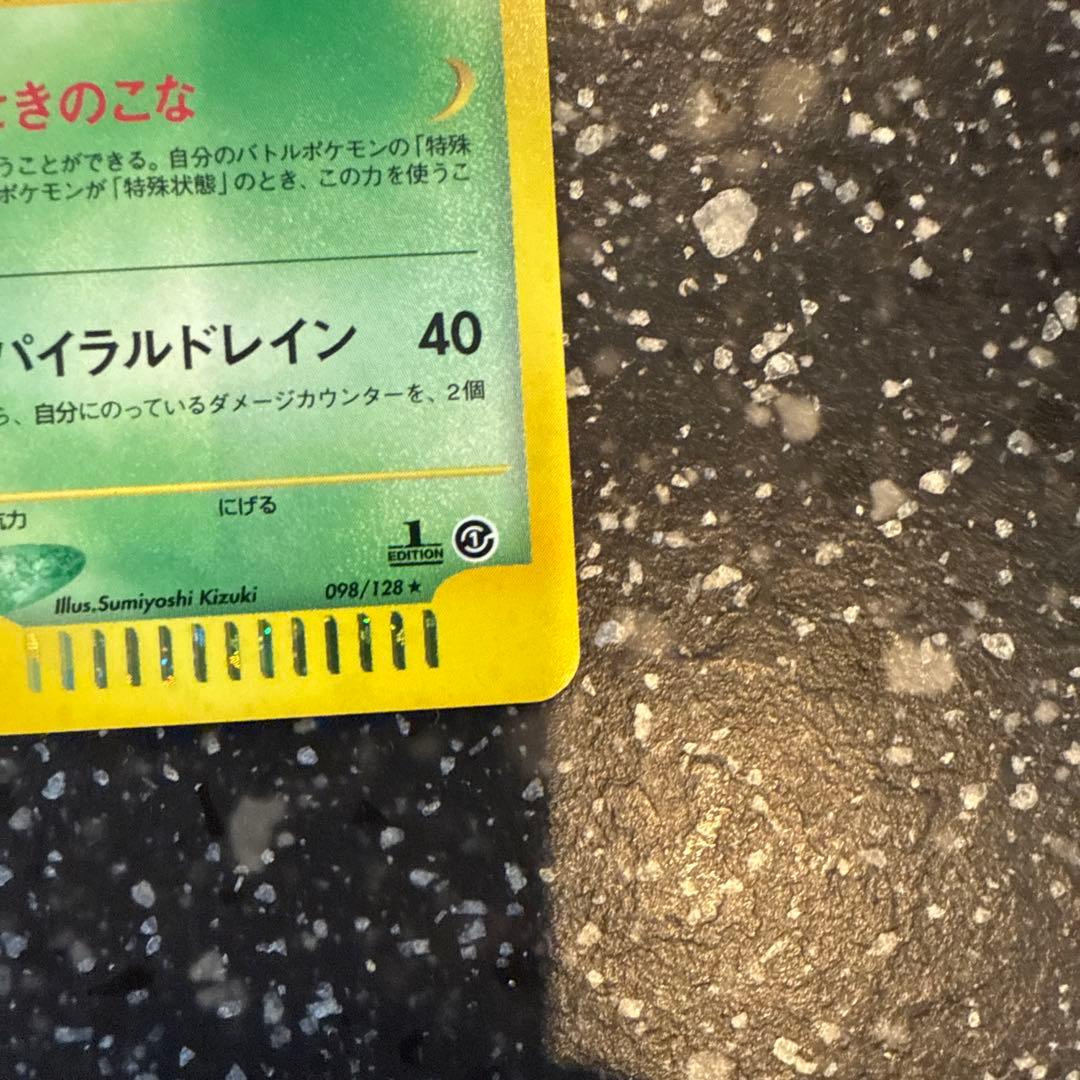 きのこな
うことができる。自分のバトルポケモンの「特殊
ポケモンが「特殊状態」のとき、この力を使うこ
パイラルドレイン 40
ら、自分にのっているダメージカウンターを、2個
力 にげる
1
EDITION
Illus.Sumiyoshi Kizuki 098/128 ★